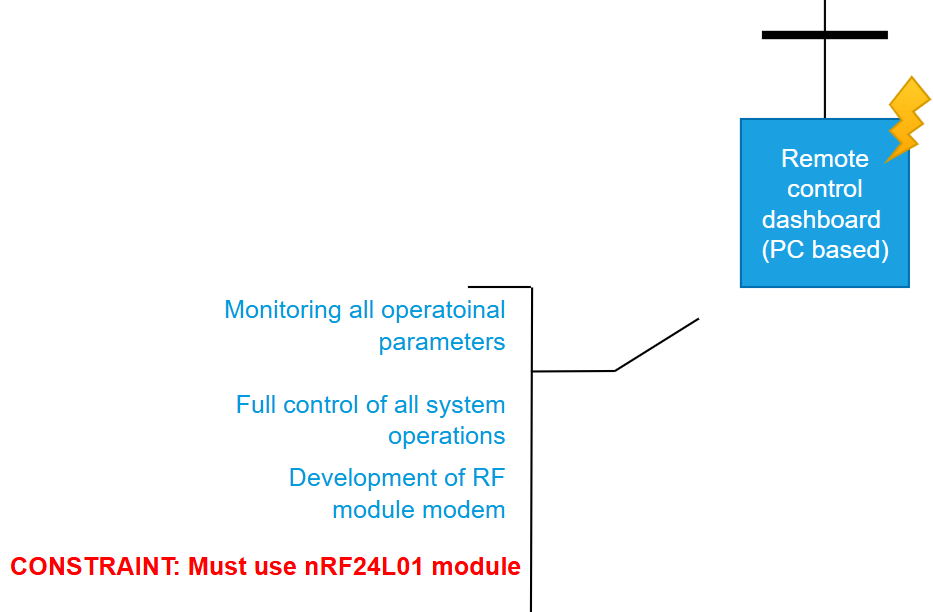 Remote
control
dashboard
(PC based)
Monitoring all operatoinal
parameters
Full control of all system
operations
Development of RF
module modem
CONSTRAINT: Must use nRF24L01 module